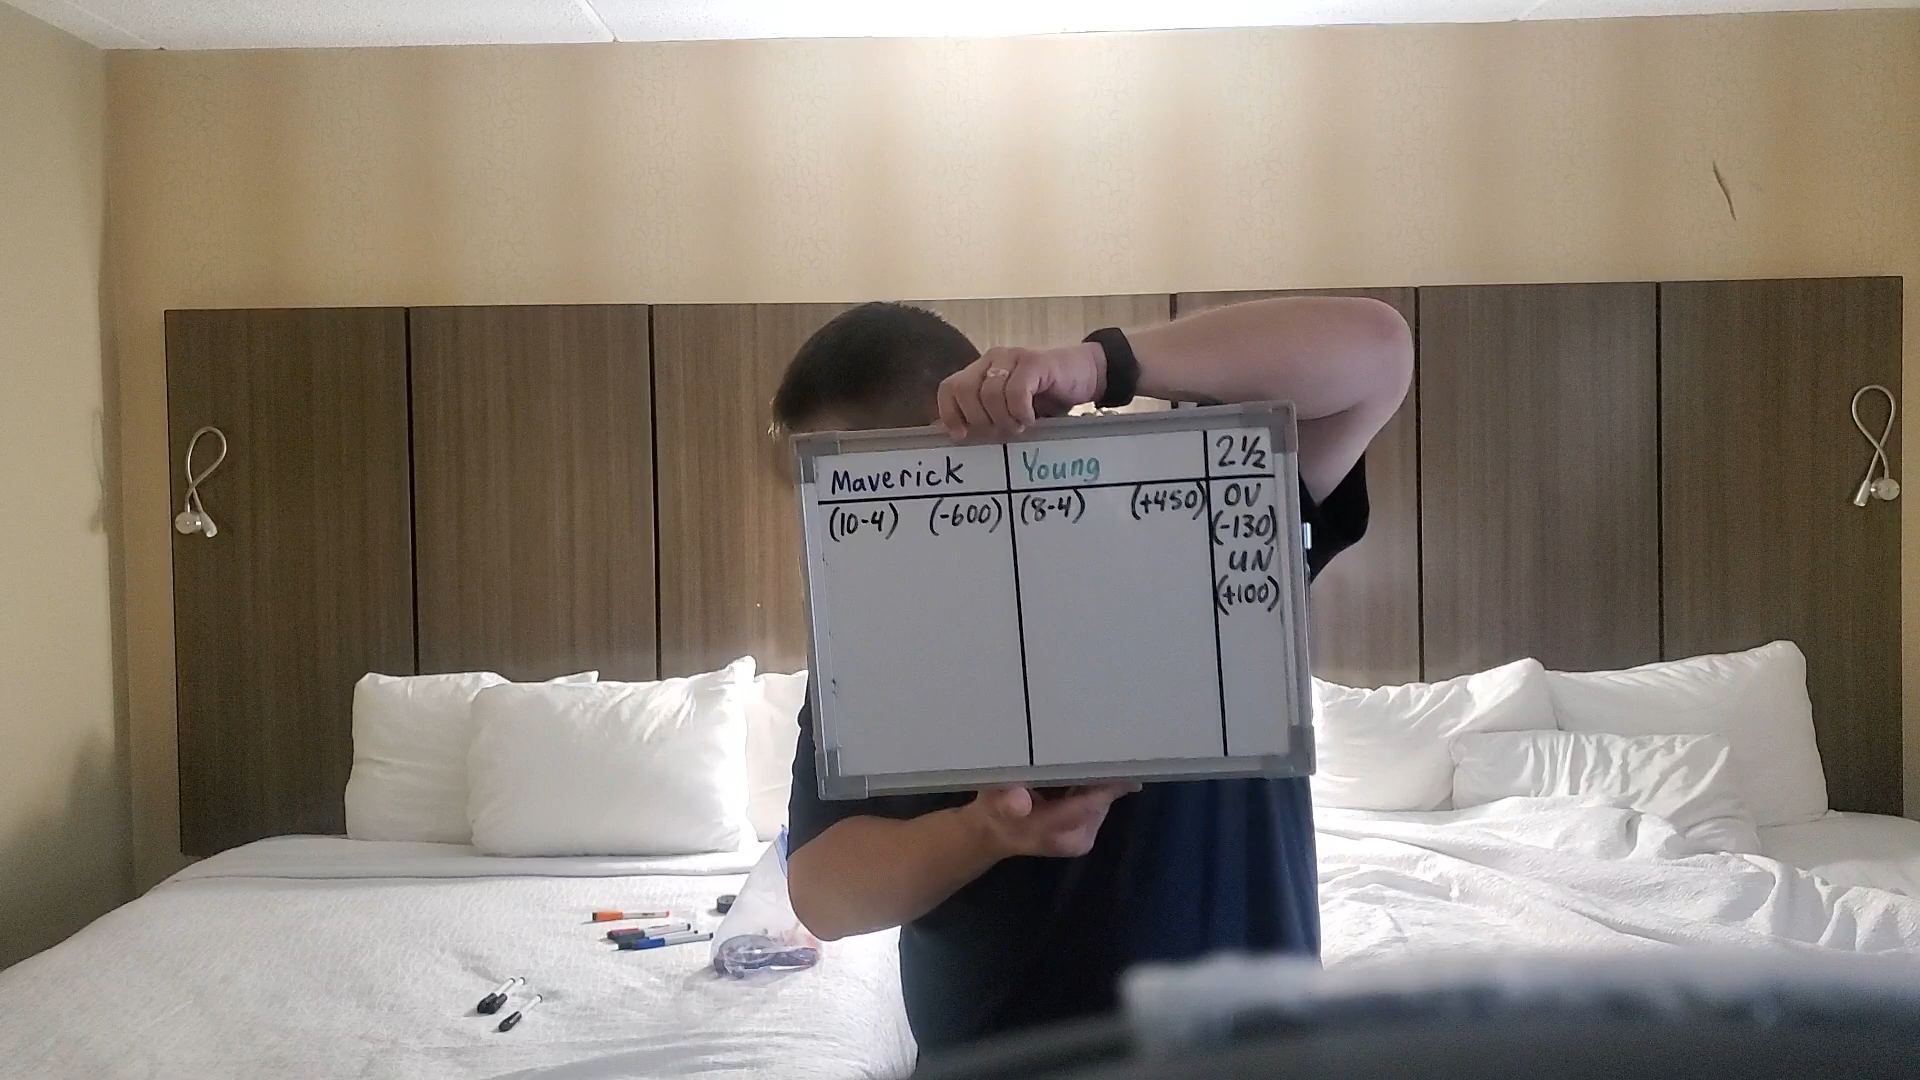 Maverick
(10-4) (-600)
Young
(8-4) (+450)
2½
OV
(-130)
UN
(+100)